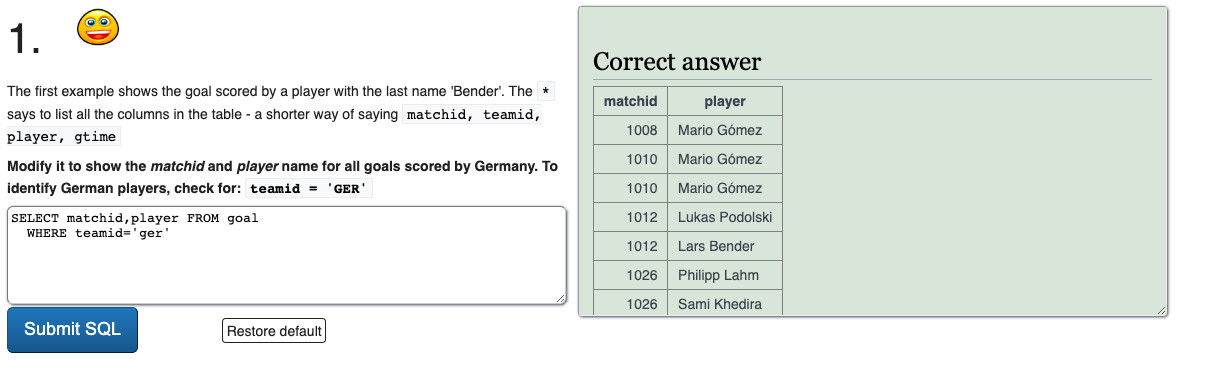 1.
The first example shows the goal scored by a player with the last name 'Bender'. The *
says to list all the columns in the table - a shorter way of saying matchid, teamid,
player, gtime
Modify it to show the matchid and player name for all goals scored by Germany. To
identify German players, check for: teamid = 'GER'
SELECT matchid,player FROM goal
WHERE teamid='ger'
Submit SQL
Restore default
Correct answer
matchid player
1008 Mario Gómez
1010 Mario Gómez
1010 Mario Gómez
1012 Lukas Podolski
1012 Lars Bender
1026 Philipp Lahm
1026 Sami Khedira